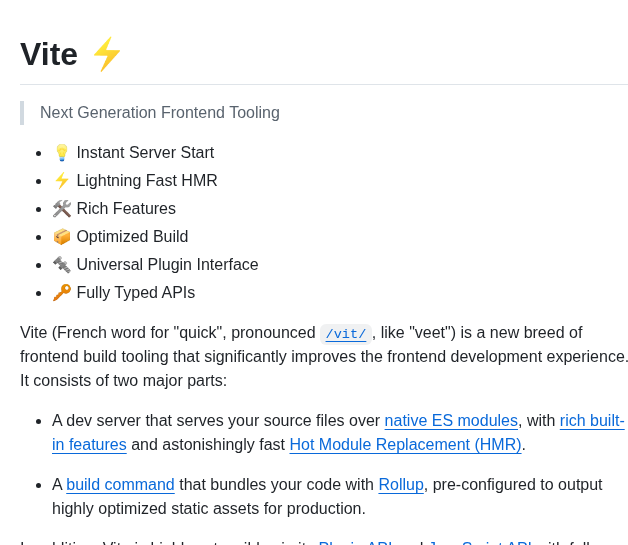 Vite ⚡
Next Generation Frontend Tooling
💡 Instant Server Start
⚡ Lightning Fast HMR
🛠️ Rich Features
📦 Optimized Build
🔩 Universal Plugin Interface
🔑 Fully Typed APIs
Vite (French word for "quick", pronounced /vit/, like "veet") is a new breed of
frontend build tooling that significantly improves the frontend development experience.
It consists of two major parts:
A dev server that serves your source files over native ES modules, with rich built-
in features and astonishingly fast Hot Module Replacement (HMR).
A build command that bundles your code with Rollup, pre-configured to output
highly optimized static assets for production.